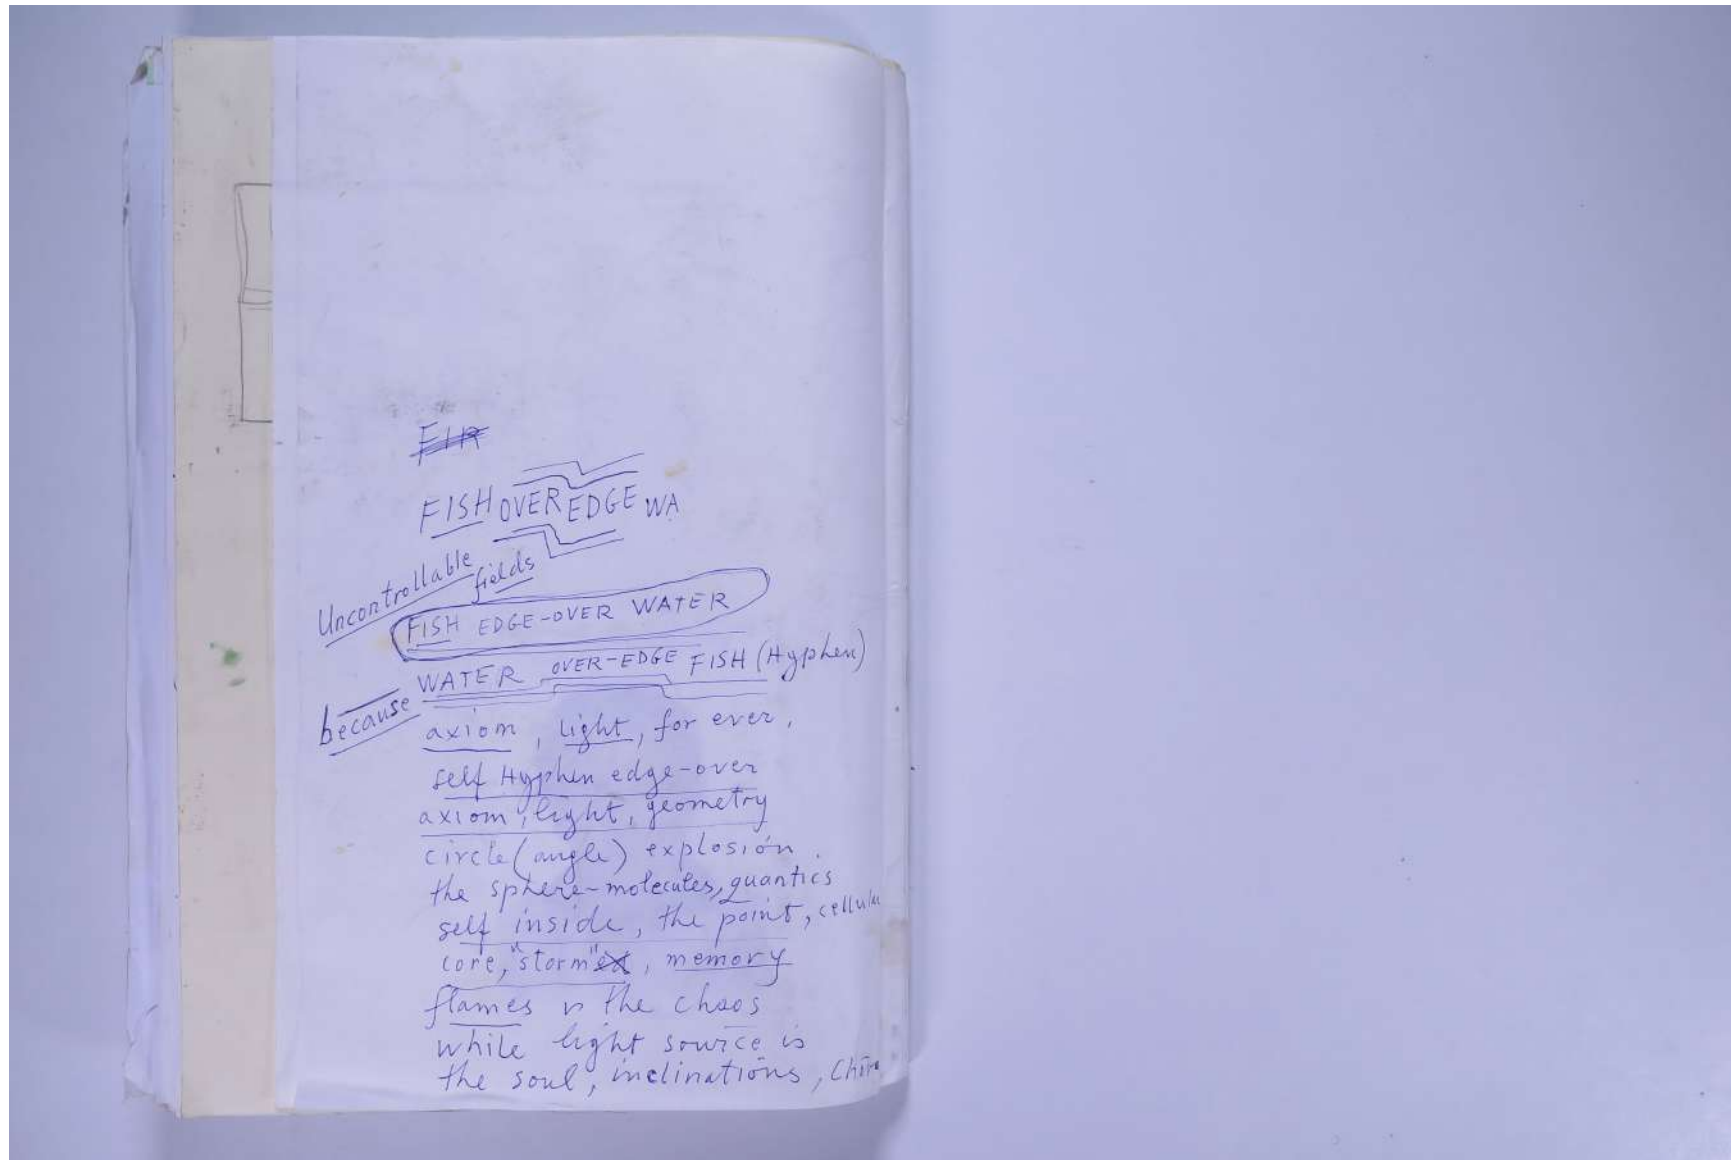 FISH OVER EDGE WA
Uncontrollable
fields
FISH EDGE-OVER WATER
WATER OVER-EDGE FISH (Hyphen)
because
axiom, light, for ever,
self Hyphen edge-over
axiom, light, geometry
circle (angle) explosion.
the sphere-molecules, quantics
self inside, the point, cellular
core, "storm", memory
flames is the chaos
while light source is
the soul, inclinations,